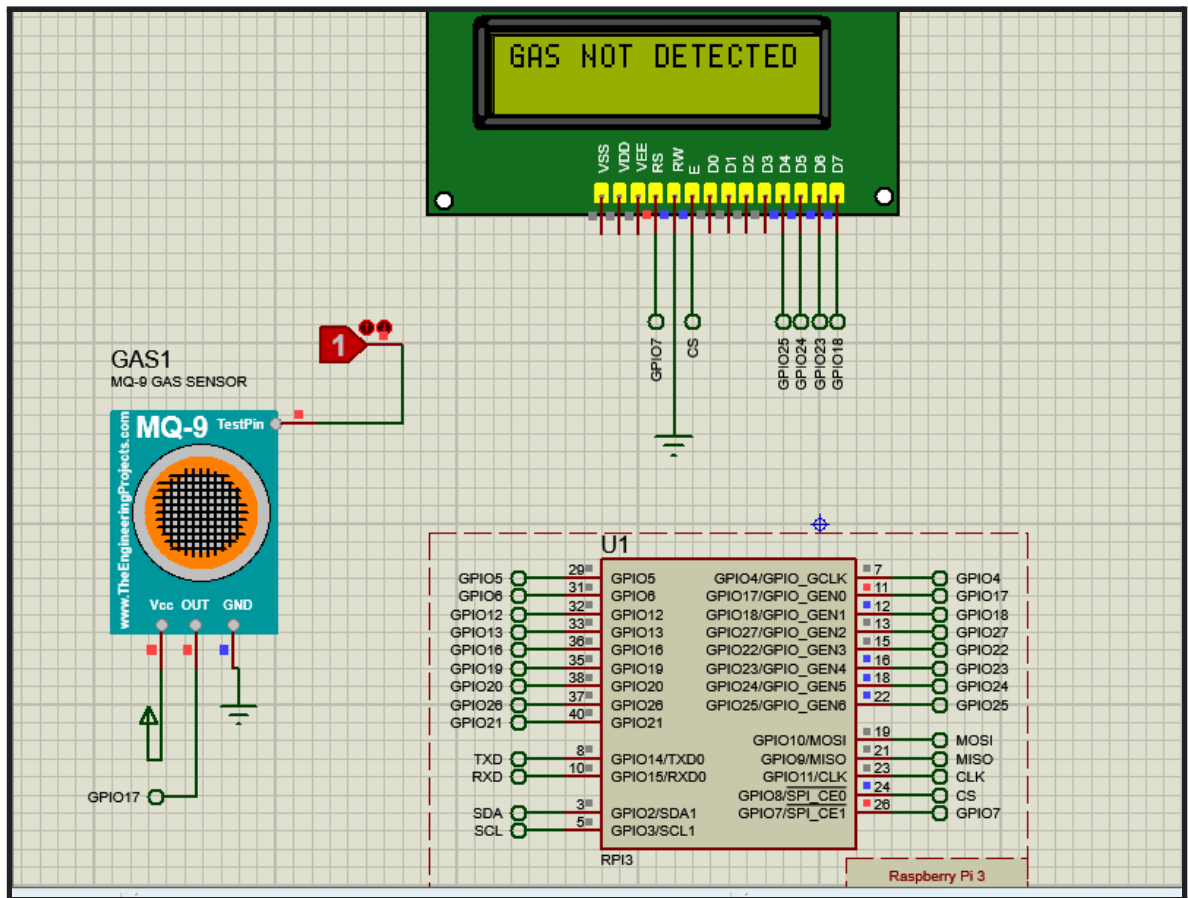 GAS NOT DETECTED
VSS
VDD
VEE
RS
RW
E
D0
D1
D2
D3
D4
D5
D6
D7
GPIO7
CS
GPIO25
GPIO24
GPIO23
GPIO18
1
GAS1
MQ-9 GAS SENSOR
MQ-9 TestPin
www.TheEngineeringProjects.com
Vcc OUT GND
GPIO17
U1
GPIO5 29 GPIO5 GPIO4/GPIO_GCLK 7 GPIO4
GPIO6 31 GPIO6 GPIO17/GPIO_GEN0 11 GPIO17
GPIO12 32 GPIO12 GPIO18/GPIO_GEN1 12 GPIO18
GPIO13 33 GPIO13 GPIO27/GPIO_GEN2 13 GPIO27
GPIO16 36 GPIO16 GPIO22/GPIO_GEN3 15 GPIO22
GPIO19 35 GPIO19 GPIO23/GPIO_GEN4 16 GPIO23
GPIO20 38 GPIO20 GPIO24/GPIO_GEN5 18 GPIO24
GPIO26 37 GPIO26 GPIO25/GPIO_GEN6 22 GPIO25
GPIO21 40 GPIO21
GPIO10/MOSI 19 MOSI
TXD 8 GPIO14/TXD0 GPIO9/MISO 21 MISO
RXD 10 GPIO15/RXD0 GPIO11/CLK 23 CLK
GPIO8/SPI_CE0 24 CS
SDA 3 GPIO2/SDA1 GPIO7/SPI_CE1 26 GPIO7
SCL 5 GPIO3/SCL1
RPI3
Raspberry Pi 3